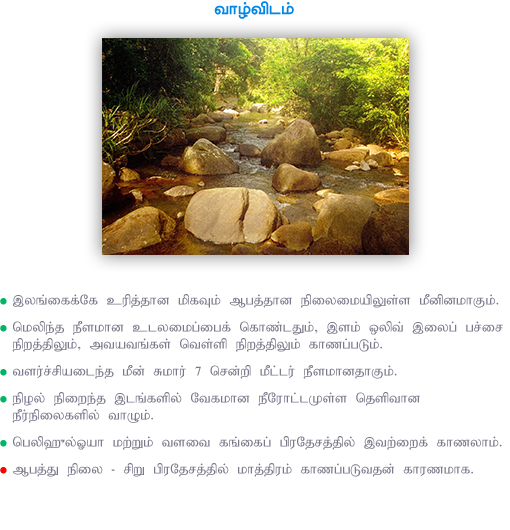 வாழ்விடம்
இலங்கைக்கே உரித்தான மிகவும் ஆபத்தான நிலைமையிலுள்ள மீனினமாகும்.
மெலிந்த நீளமான உடலமைப்பைக் கொண்டதும், இளம் ஒலிவ் இலைப் பச்சை
நிறத்திலும், அவயவங்கள் வெள்ளி நிறத்திலும் காணப்படும்.
வளர்ச்சியடைந்த மீன் சுமார் 7 சென்றி மீட்டர் நீளமானதாகும்.
நிழல் நிறைந்த இடங்களில் வேகமான நீரோட்டமுள்ள தெளிவான
நீர்நிலைகளில் வாழும்.
பெலிஹுல்ஓயா மற்றும் வளவை கங்கைப் பிரதேசத்தில் இவற்றைக் காணலாம்.
ஆபத்து நிலை - சிறு பிரதேசத்தில் மாத்திரம் காணப்படுவதன் காரணமாக.